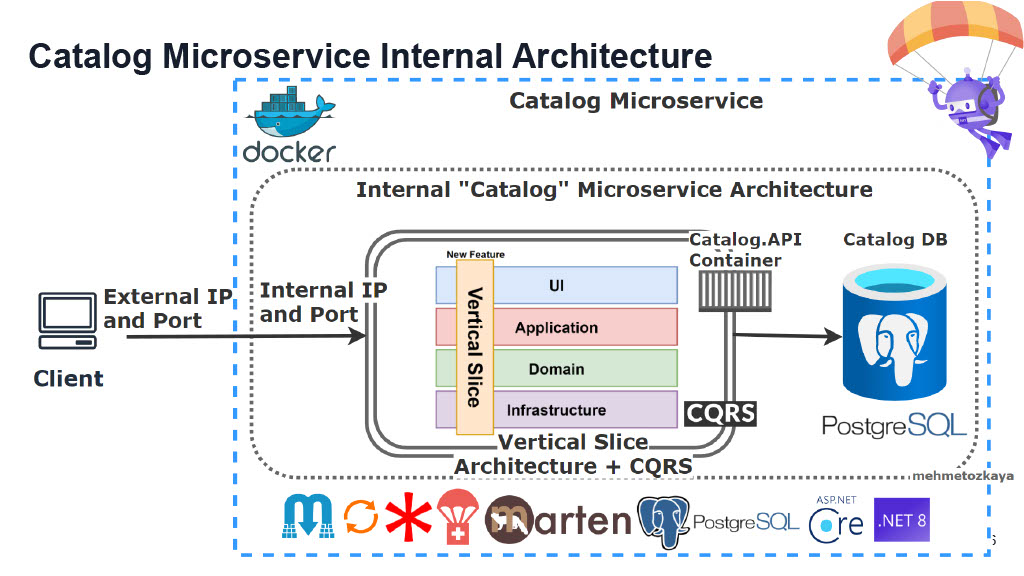 Catalog Microservice Internal Architecture
Catalog Microservice
docker
Internal "Catalog" Microservice Architecture
Catalog.API
Container
Catalog DB
New Feature
UI
Application
Domain
Infrastructure
Vertical Slice
External IP
and Port
Internal IP
and Port
Client
CQRS
PostgreSQL
Vertical Slice
Architecture + CQRS
mehmetozkaya
marten
PostgreSQL
ASP.NET
Core
.NET 8
6